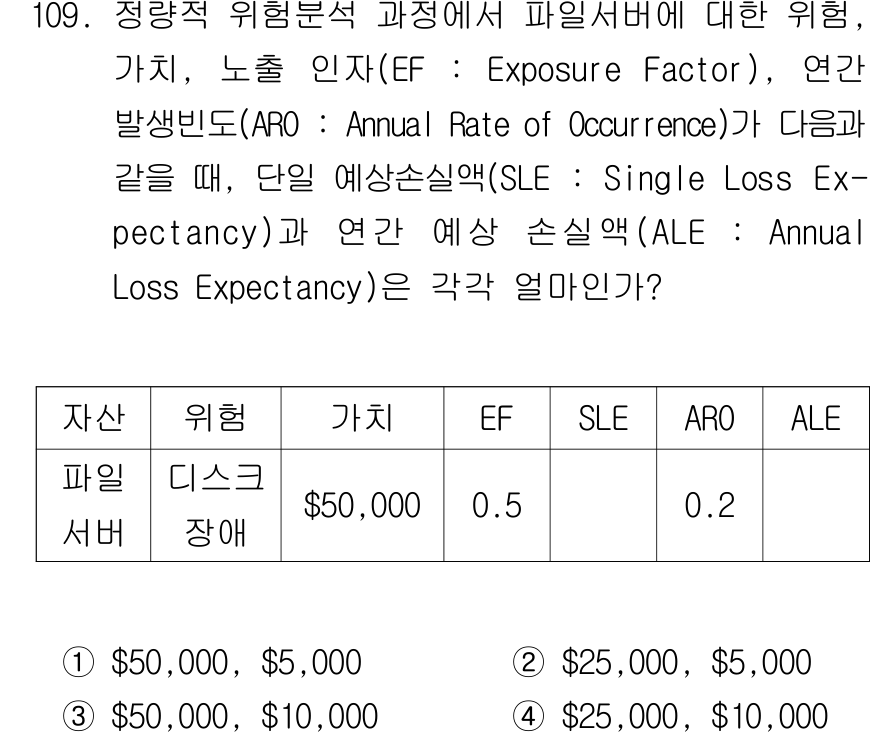 109. 정량적 위험분석 과정에서 파일서버에 대한 위험,
가치, 노출 인자(EF : Exposure Factor), 연간
발생빈도(ARO : Annual Rate of Occurrence)가 다음과
같을 때, 단일 예상손실액(SLE : Single Loss Ex-
pectancy)과 연간 예상 손실액(ALE : Annual
Loss Expectancy)은 각각 얼마인가?
자산 위험 가치 EF SLE ARO ALE
파일 디스크
서버 장애 $50,000 0.5 0.2
① $50,000, $5,000 ② $25,000, $5,000
③ $50,000, $10,000 ④ $25,000, $10,000